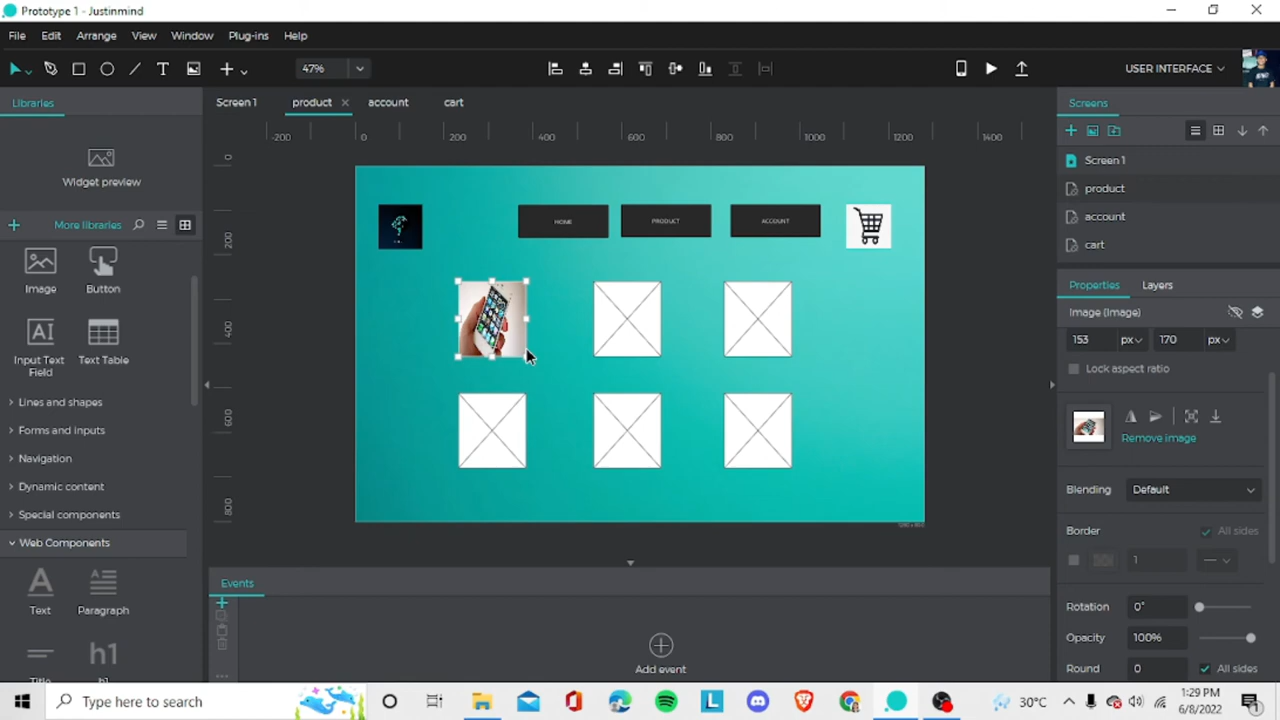 Prototype 1 - Justinmind
File Edit Arrange View Window Plug-ins Help
47%
USER INTERFACE
Libraries
Screen 1 product account cart
Screens
-200 0 200 400 600 800 1000 1200 1400
0
200
400
600
800
Widget preview
More libraries
Image Button
Input Text Field Text Table
Lines and shapes
Forms and inputs
Navigation
Dynamic content
Special components
Web Components
Text Paragraph
h1
HOME PRODUCT ACCOUNT
Events
Add event
Screen 1
product
account
cart
Properties Layers
Image (Image)
153 px 170 px
Lock aspect ratio
Remove image
Blending Default
Border All sides
1
Rotation 0°
Opacity 100%
Round 0 All sides
Type here to search
30°C
1:29 PM
6/8/2022